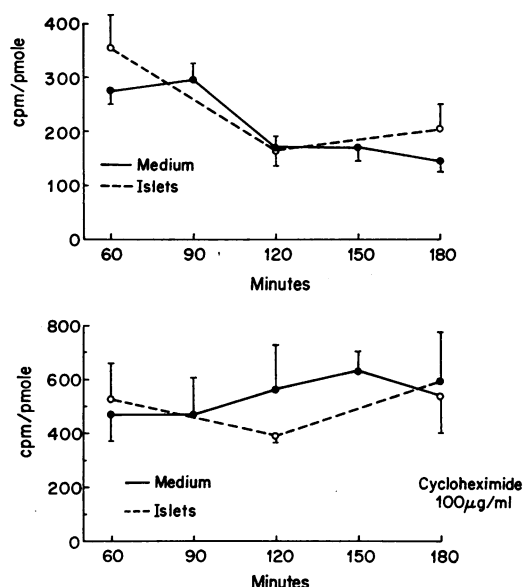 400
300
200
100
0
cpm/pmole
Medium
Islets
60 90 120 150 180
Minutes
800
600
400
200
0
cpm/pmole
Medium
Islets
Cycloheximide
100μg/ml
60 90 120 150 180
Minutes